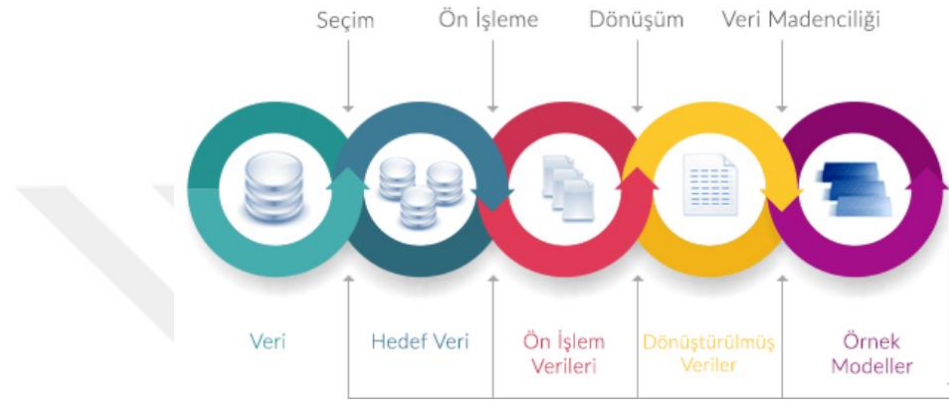 Seçim
Ön İşleme
Dönüşüm
Veri Madenciliği
Veri
Hedef Veri
Ön İşlem
Verileri
Dönüştürülmüş
Veriler
Örnek
Modeller